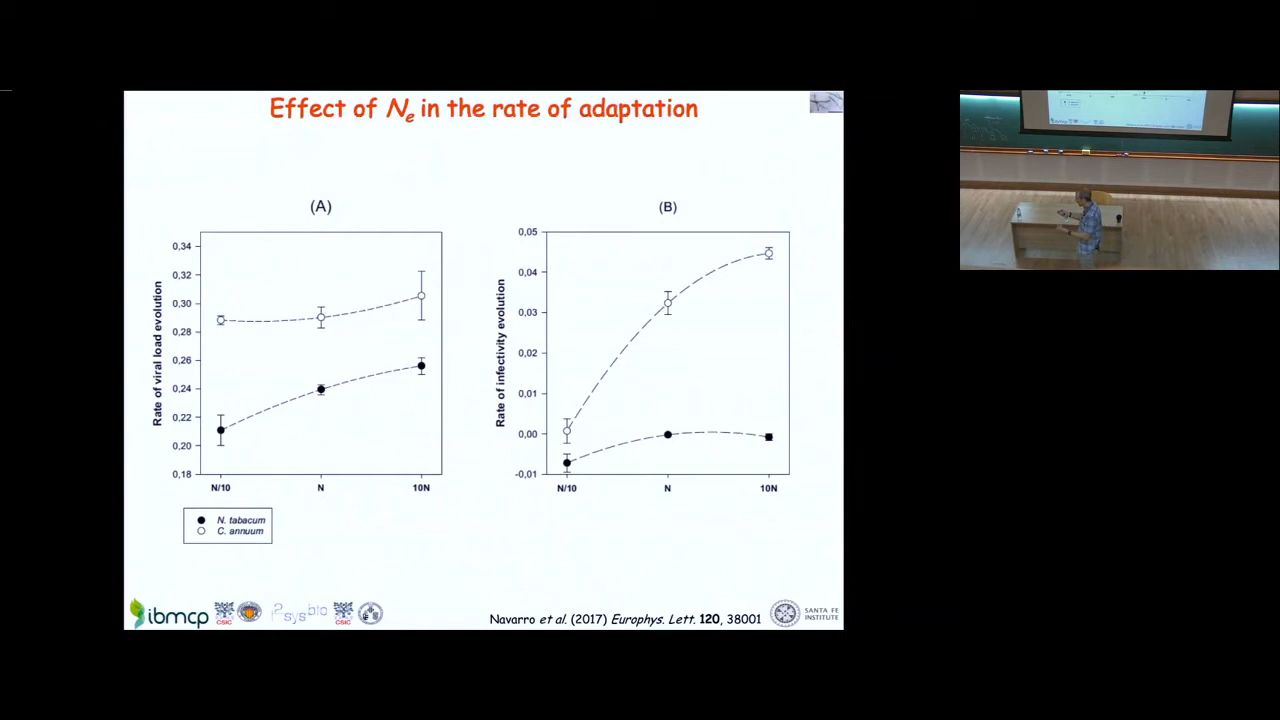 Effect of Ne in the rate of adaptation
(A)
Rate of viral load evolution
0,34
0,32
0,30
0,28
0,26
0,24
0,22
0,20
0,18
N/10 N 10N
N. tabacum
C. annuum
(B)
Rate of infectivity evolution
0,05
0,04
0,03
0,02
0,01
0,00
-0,01
N/10 N 10N
ibmcp
CSIC
I2sysbio
CSIC
Navarro et al. (2017) Europhys. Lett. 120, 38001
SANTA FE
INSTITUTE